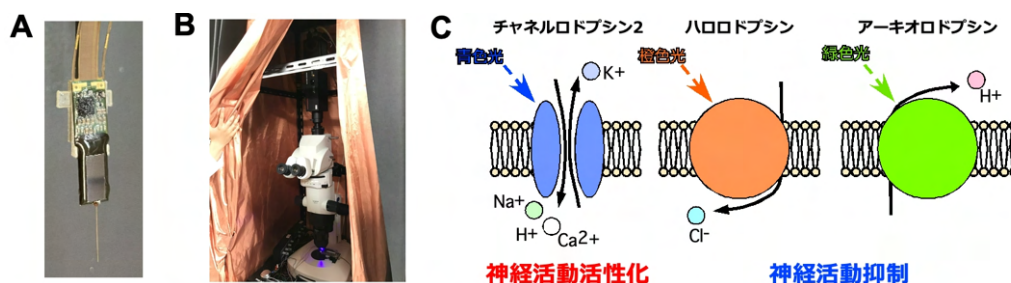 A
B
C
チャネルロドプシン2
ハロロドプシン
アーキオロドプシン
青色光
橙色光
緑色光
K+
H+
Na+
H+
Ca2+
Cl-
神経活動活性化
神経活動抑制